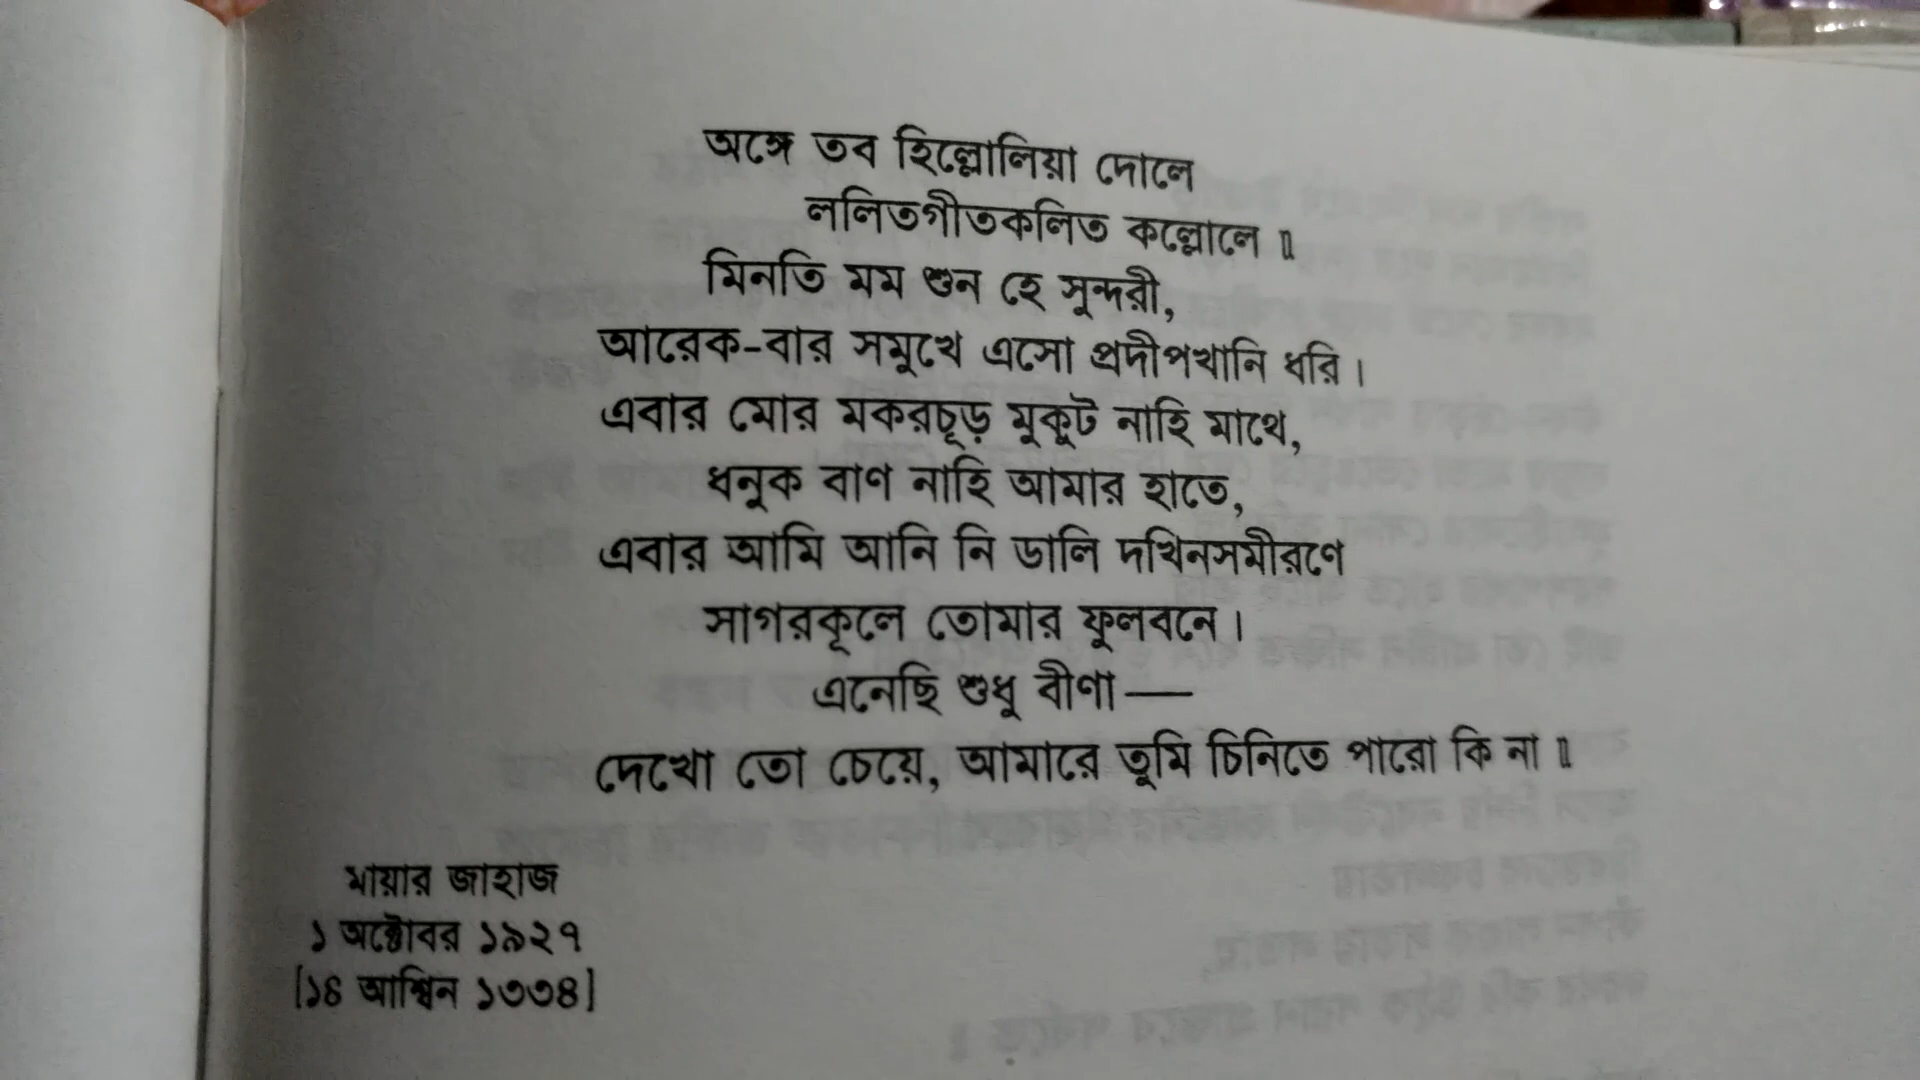 অঙ্গে তব হিল্লোলিয়া দোলে
ললিতগীতকলিত কল্লোলে ॥
মিনতি মম শুন হে সুন্দরী,
আরেক-বার সমুখে এসো প্রদীপখানি ধরি।
এবার মোর মকরচূড় মুকুট নাহি মাথে,
ধনুক বাণ নাহি আমার হাতে,
এবার আমি আনি নি ডালি দখিনসমীরণে
সাগরকূলে তোমার ফুলবনে।
এনেছি শুধু বীণা—
দেখো তো চেয়ে, আমারে তুমি চিনিতে পারো কি না ॥
মায়ার জাহাজ
১ অক্টোবর ১৯২৭
[১৪ আশ্বিন ১৩৩৪]